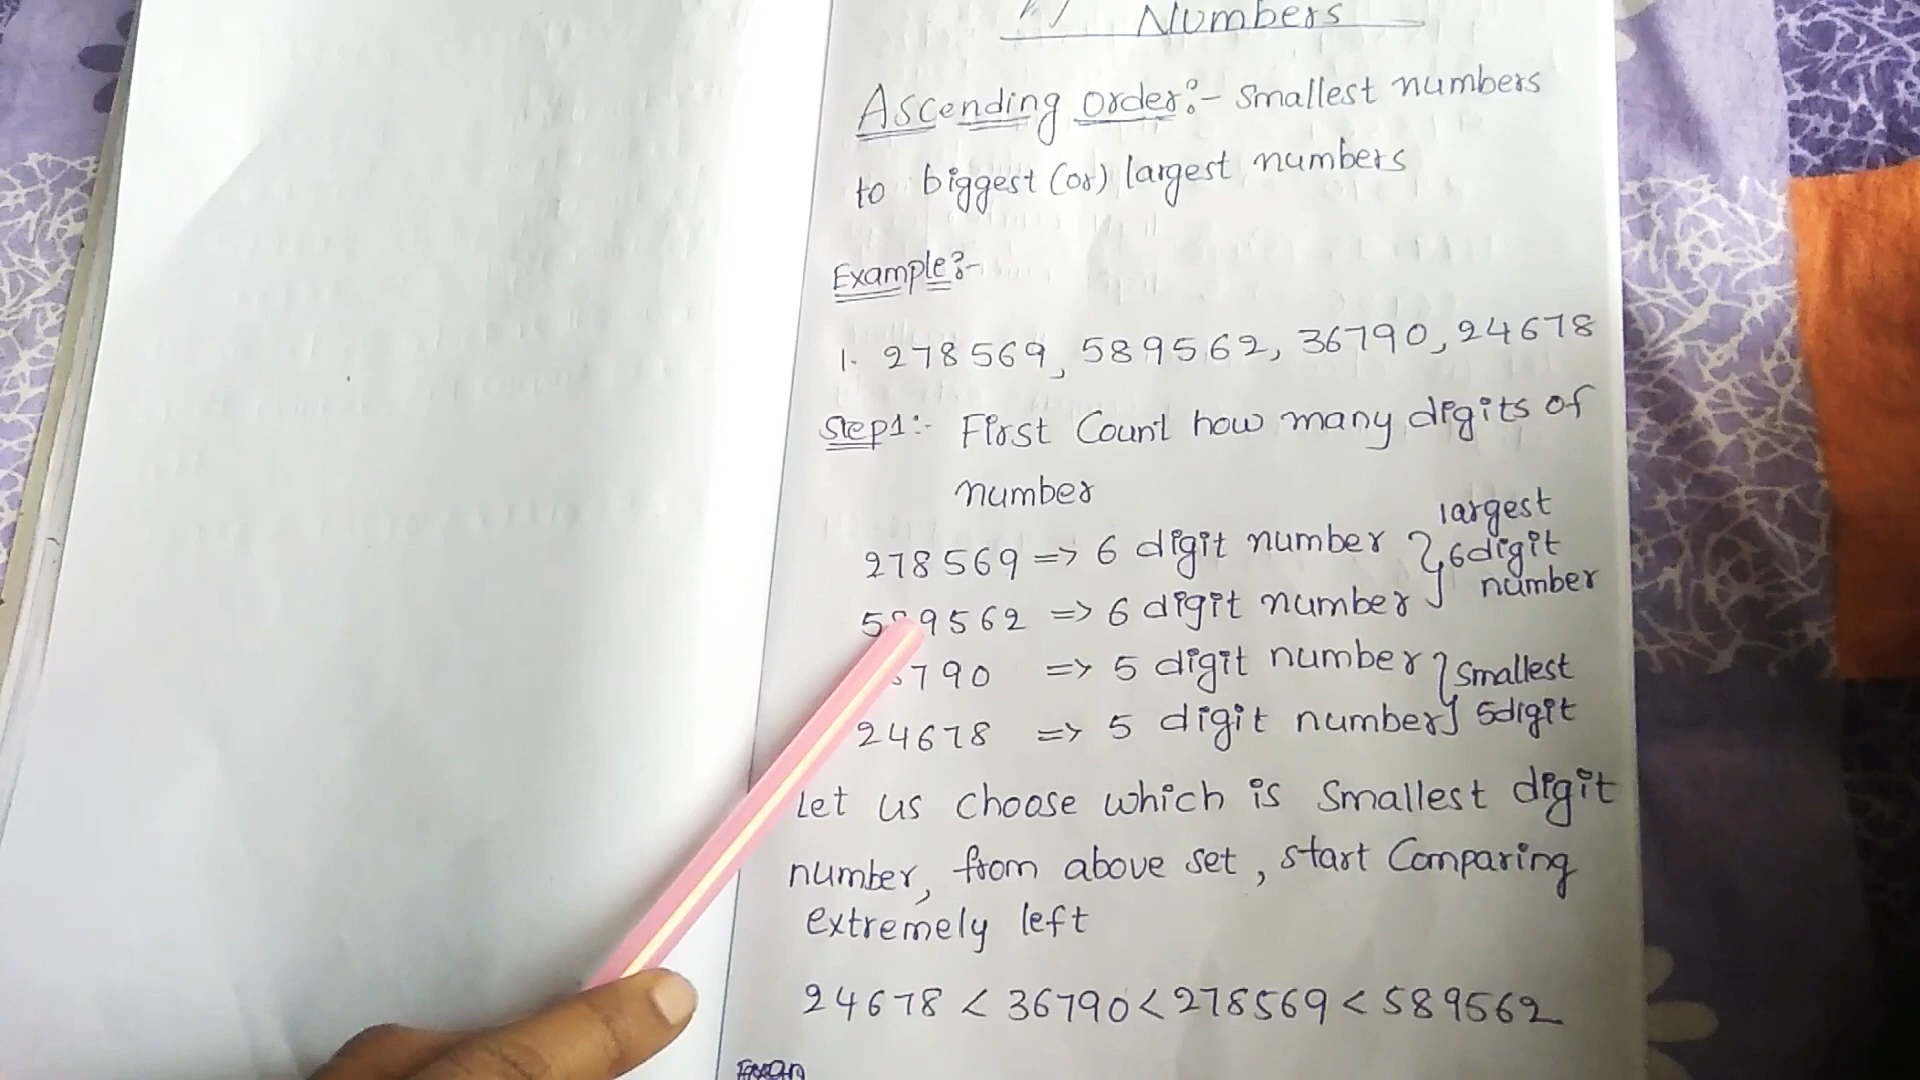 Numbers
Ascending order:- smallest numbers
to biggest (or) largest numbers
Example:-
1. 278569, 589562, 36790, 24678
Step1:- First Count how many digits of
number
278569 => 6 digit number } largest
6digit
number
589562 => 6 digit number
790 => 5 digit number } smallest
24678 => 5 digit number } 5digit
Let us choose which is smallest digit
number, from above set, start Comparing
extremely left
24678 < 36790 < 278569 < 589562